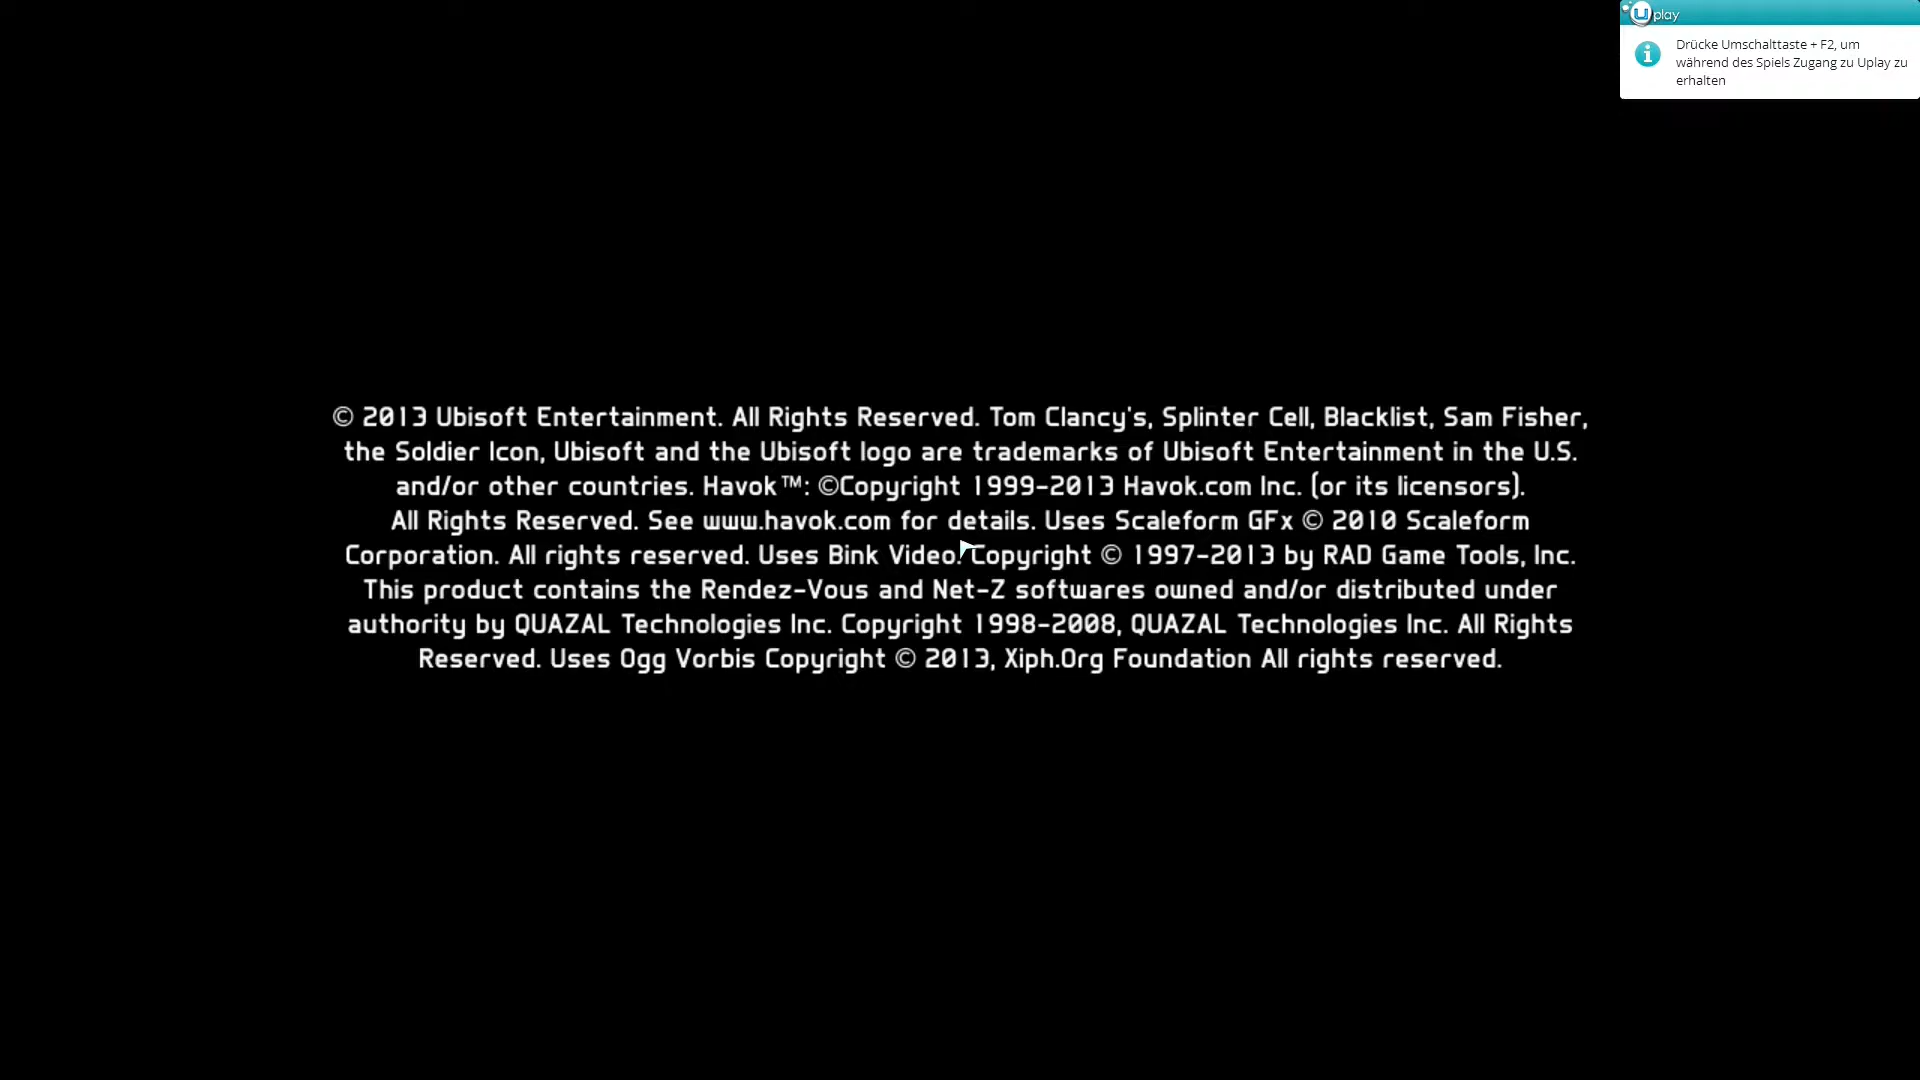 Uplay
Drücke Umschalttaste + F2, um
während des Spiels Zugang zu Uplay zu
erhalten
© 2013 Ubisoft Entertainment. All Rights Reserved. Tom Clancy's, Splinter Cell, Blacklist, Sam Fisher,
the Soldier Icon, Ubisoft and the Ubisoft logo are trademarks of Ubisoft Entertainment in the U.S.
and/or other countries. Havok™: ©Copyright 1999-2013 Havok.com Inc. (or its licensors).
All Rights Reserved. See www.havok.com for details. Uses Scaleform GFx © 2010 Scaleform
Corporation. All rights reserved. Uses Bink Video. Copyright © 1997-2013 by RAD Game Tools, Inc.
This product contains the Rendez-Vous and Net-Z softwares owned and/or distributed under
authority by QUAZAL Technologies Inc. Copyright 1998-2008, QUAZAL Technologies Inc. All Rights
Reserved. Uses Ogg Vorbis Copyright © 2013, Xiph.Org Foundation All rights reserved.